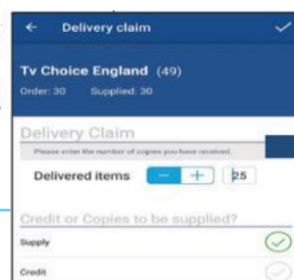 ← Delivery claim ✓
Tv Choice England (49)
Order: 30 Supplied: 30
Delivery Claim
Please enter the number of copies you have received.
Delivered items − + 25
Credit or Copies to be supplied?
Supply
Credit